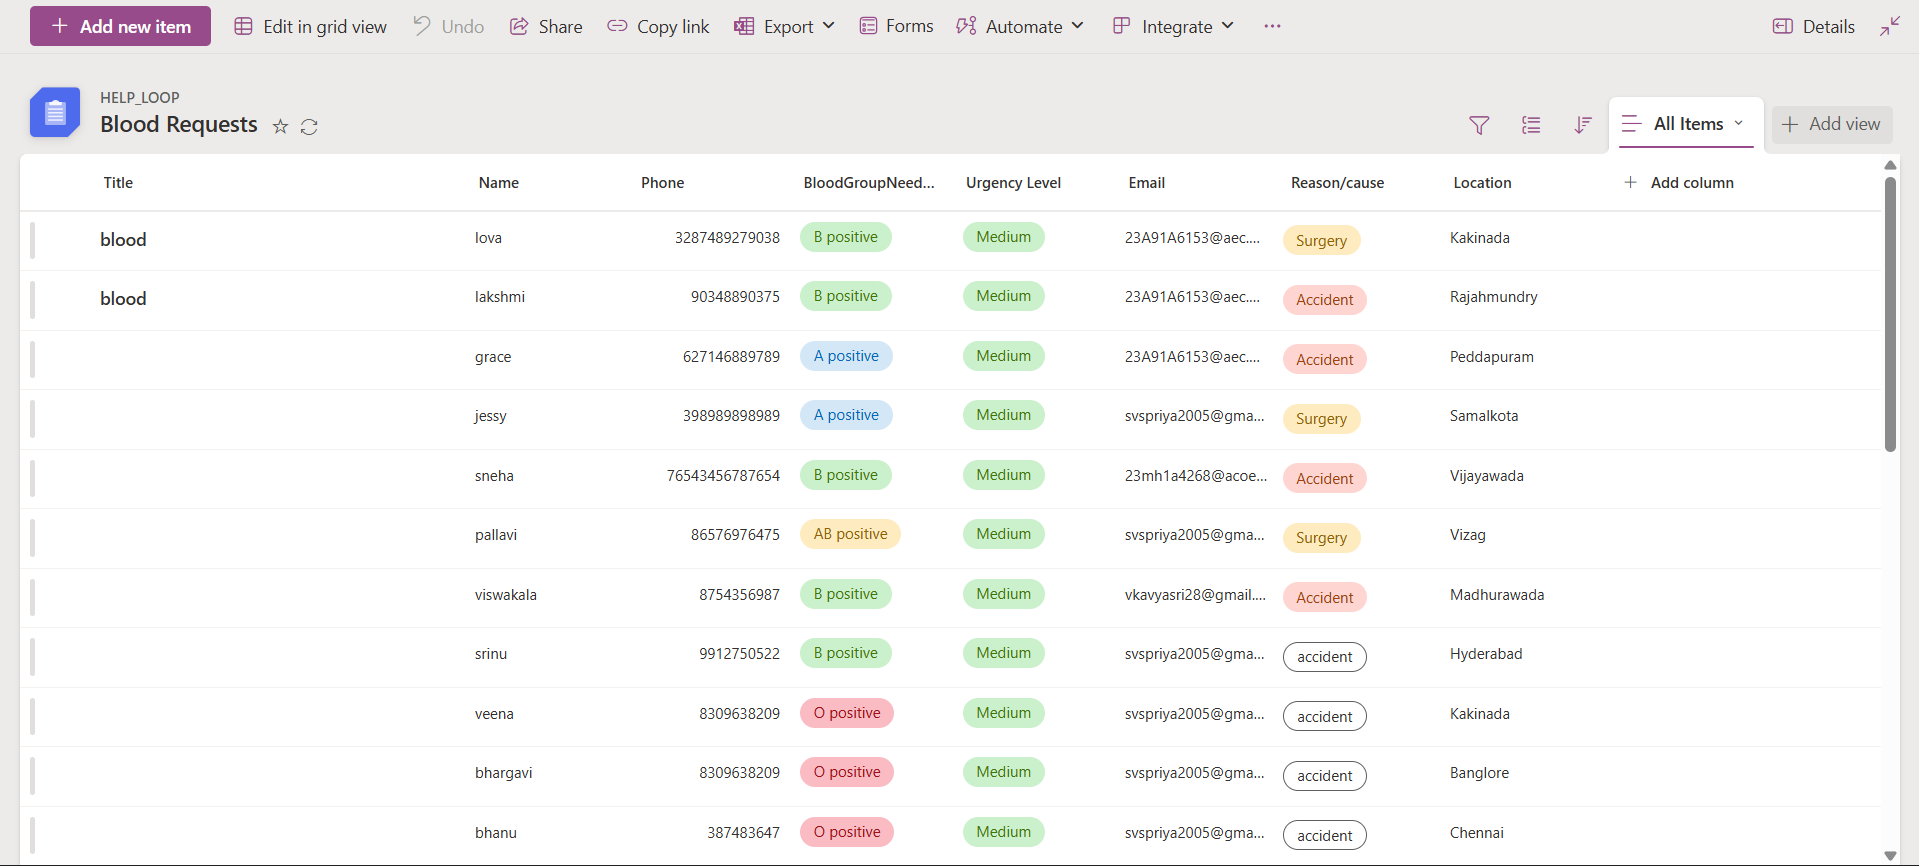 Add new item Edit in grid view Undo Share Copy link Export Forms Automate Integrate ... Details
HELP_LOOP
Blood Requests
All Items Add view
Title Name Phone BloodGroupNeed... Urgency Level Email Reason/cause Location Add column
blood lova 3287489279038 B positive Medium 23A91A6153@aec.... Surgery Kakinada
blood lakshmi 90348890375 B positive Medium 23A91A6153@aec.... Accident Rajahmundry
grace 627146889789 A positive Medium 23A91A6153@aec.... Accident Peddapuram
jessy 398989898989 A positive Medium svspriya2005@gma... Surgery Samalkota
sneha 76543456787654 B positive Medium 23mh1a4268@acoe... Accident Vijayawada
pallavi 86576976475 AB positive Medium svspriya2005@gma... Surgery Vizag
viswakala 8754356987 B positive Medium vkavyasri28@gmail.... Accident Madhurawada
srinu 9912750522 B positive Medium svspriya2005@gma... accident Hyderabad
veena 8309638209 O positive Medium svspriya2005@gma... accident Kakinada
bhargavi 8309638209 O positive Medium svspriya2005@gma... accident Banglore
bhanu 387483647 O positive Medium svspriya2005@gma... accident Chennai